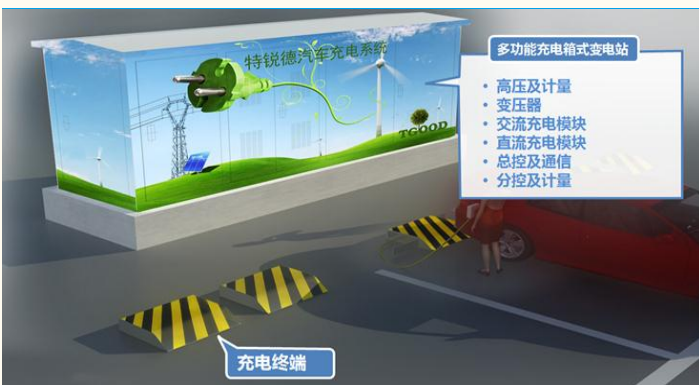 特锐德汽车充电系统
TGOOD
多功能充电箱式变电站
• 高压及计量
• 变压器
• 交流充电模块
• 直流充电模块
• 总控及通信
• 分控及计量
充电终端